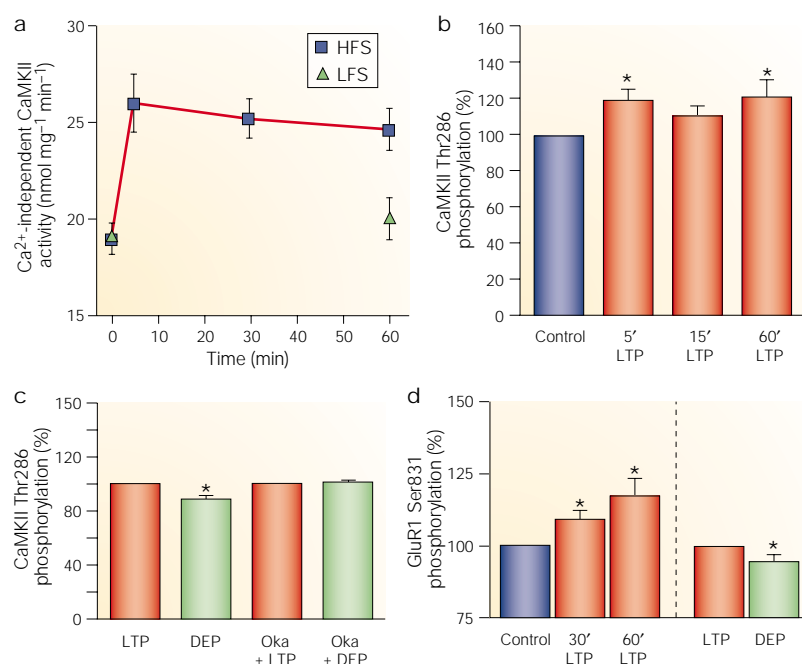 a
HFS
LFS
Ca²⁺-independent CaMKII
activity (nmol mg⁻¹ min⁻¹)
30
25
20
15
0 10 20 30 40 50 60
Time (min)
b
CaMKII Thr286
phosphorylation (%)
140
120
100
80
60
40
20
0
* *
Control 5′ 15′ 60′
LTP LTP LTP
c
CaMKII Thr286
phosphorylation (%)
150
120
80
40
0
*
LTP DEP Oka Oka
+ LTP + DEP
d
GluR1 Ser831
phosphorylation (%)
150
125
100
75
* * *
Control 30′ 60′ LTP DEP
LTP LTP